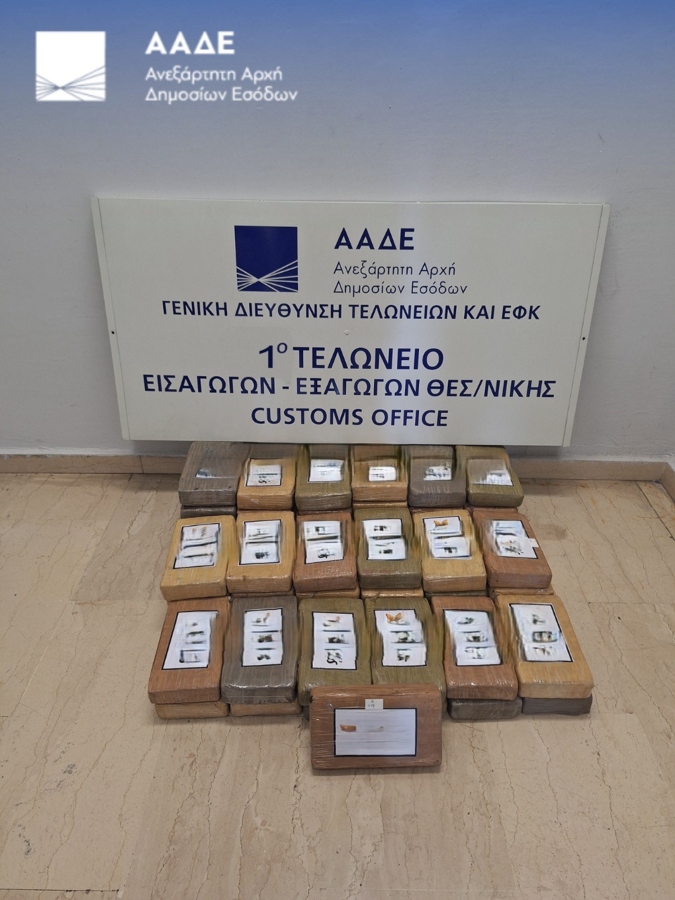 ΑΑΔΕ
Ανεξάρτητη Αρχή
Δημοσίων Εσόδων
ΑΑΔΕ
Ανεξάρτητη Αρχή
Δημοσίων Εσόδων
ΓΕΝΙΚΗ ΔΙΕΥΘΥΝΣΗ ΤΕΛΩΝΕΙΩΝ ΚΑΙ ΕΦΚ
1ο ΤΕΛΩΝΕΙΟ
ΕΙΣΑΓΩΓΩΝ - ΕΞΑΓΩΓΩΝ ΘΕΣ/ΝΙΚΗΣ
CUSTOMS OFFICE